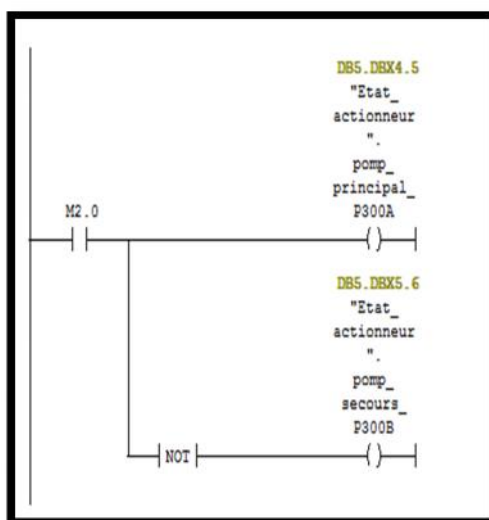 DB5.DBX4.5
"Etat_
actionneur
".
pomp_
principal_
P300A
M2.0
DB5.DBX5.6
"Etat_
actionneur
".
pomp_
secours_
P300B
NOT